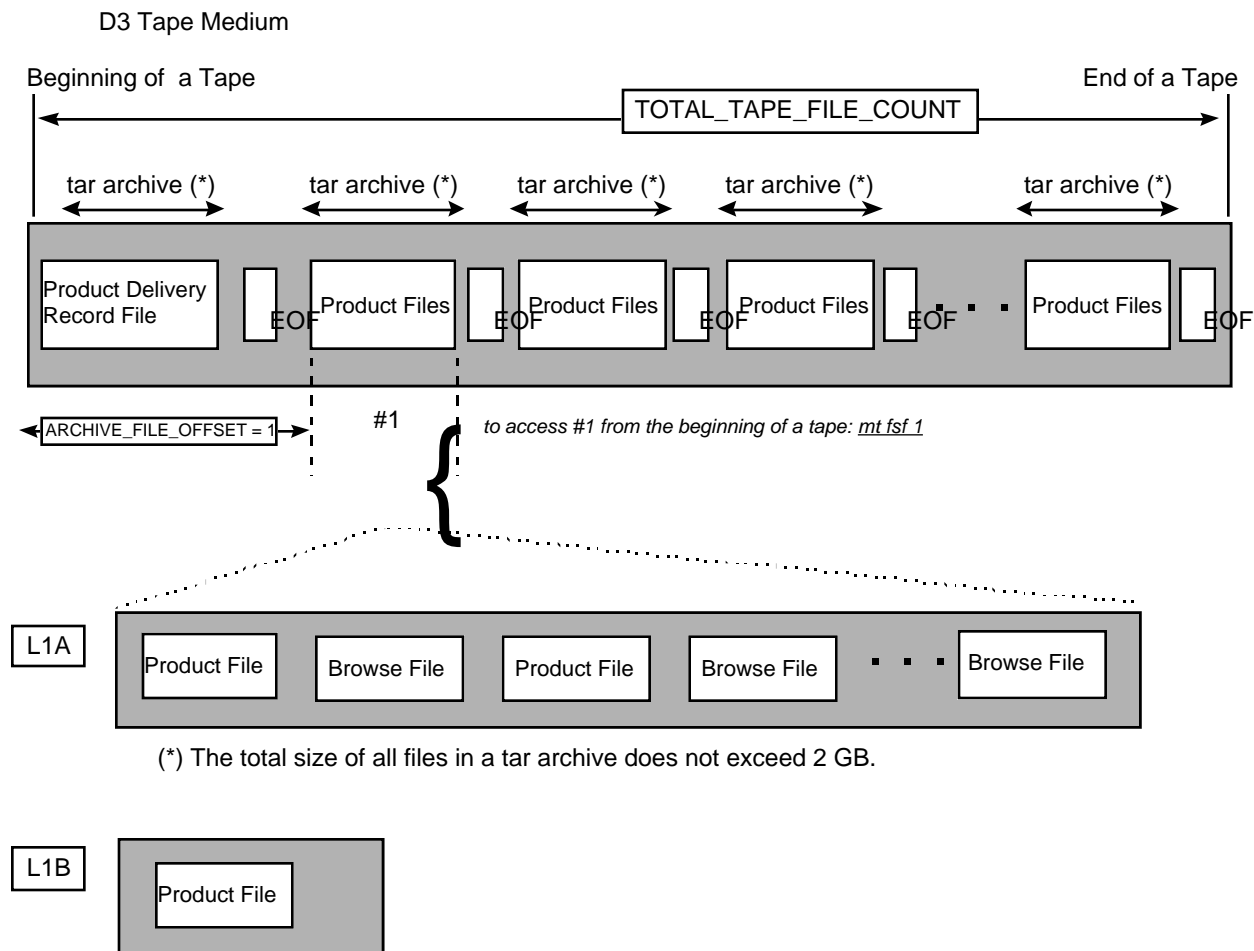 D3 Tape Medium
Beginning of a Tape
End of a Tape
TOTAL_TAPE_FILE_COUNT
tar archive (*)
tar archive (*)
tar archive (*)
tar archive (*)
tar archive (*)
Product Delivery
Record File
EOF
Product Files
EOF
Product Files
EOF
Product Files
EOF
Product Files
EOF
ARCHIVE_FILE_OFFSET = 1
#1
to access #1 from the beginning of a tape: mt fsf 1
L1A
Product File
Browse File
Product File
Browse File
Browse File
(*) The total size of all files in a tar archive does not exceed 2 GB.
L1B
Product File